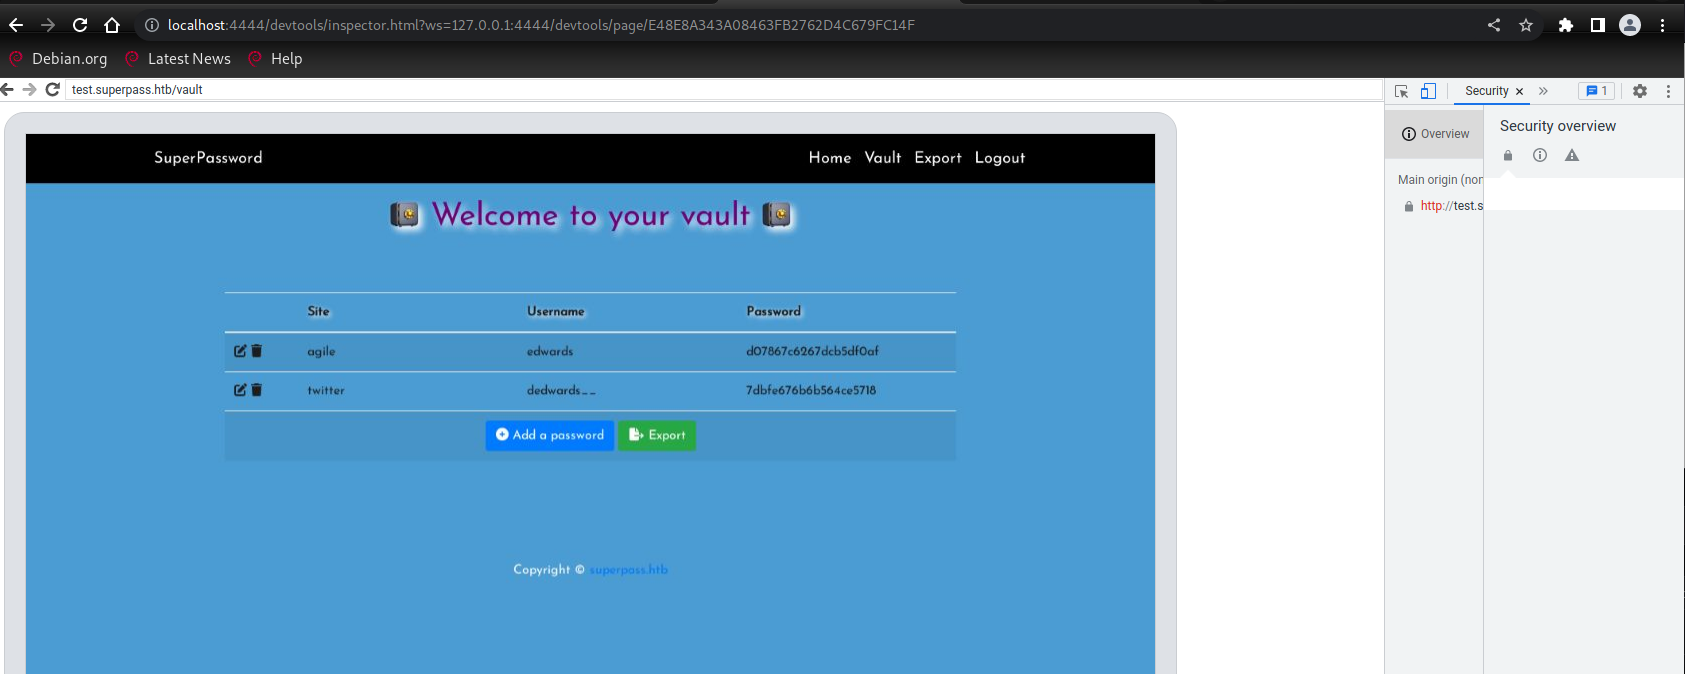 localhost:4444/devtools/inspector.html?ws=127.0.0.1:4444/devtools/page/E48E8A343A08463FB2762D4C679FC14F
Debian.org Latest News Help
test.superpass.htb/vault
Security × » 1
Overview
Security overview
Main origin (nor
http://test.s
SuperPassword Home Vault Export Logout
Welcome to your vault
Site Username Password
agile edwards d07867c6267dcb5df0af
twitter dedwards__ 7dbfe676b6b564ce5718
Add a password Export
Copyright © superpass.htb